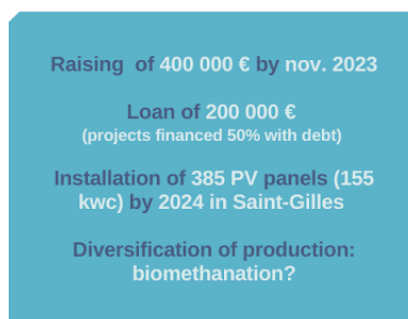 Raising of 400 000 € by nov. 2023
Loan of 200 000 €
(projects financed 50% with debt)
Installation of 385 PV panels (155
kwc) by 2024 in Saint-Gilles
Diversification of production:
biomethanation?